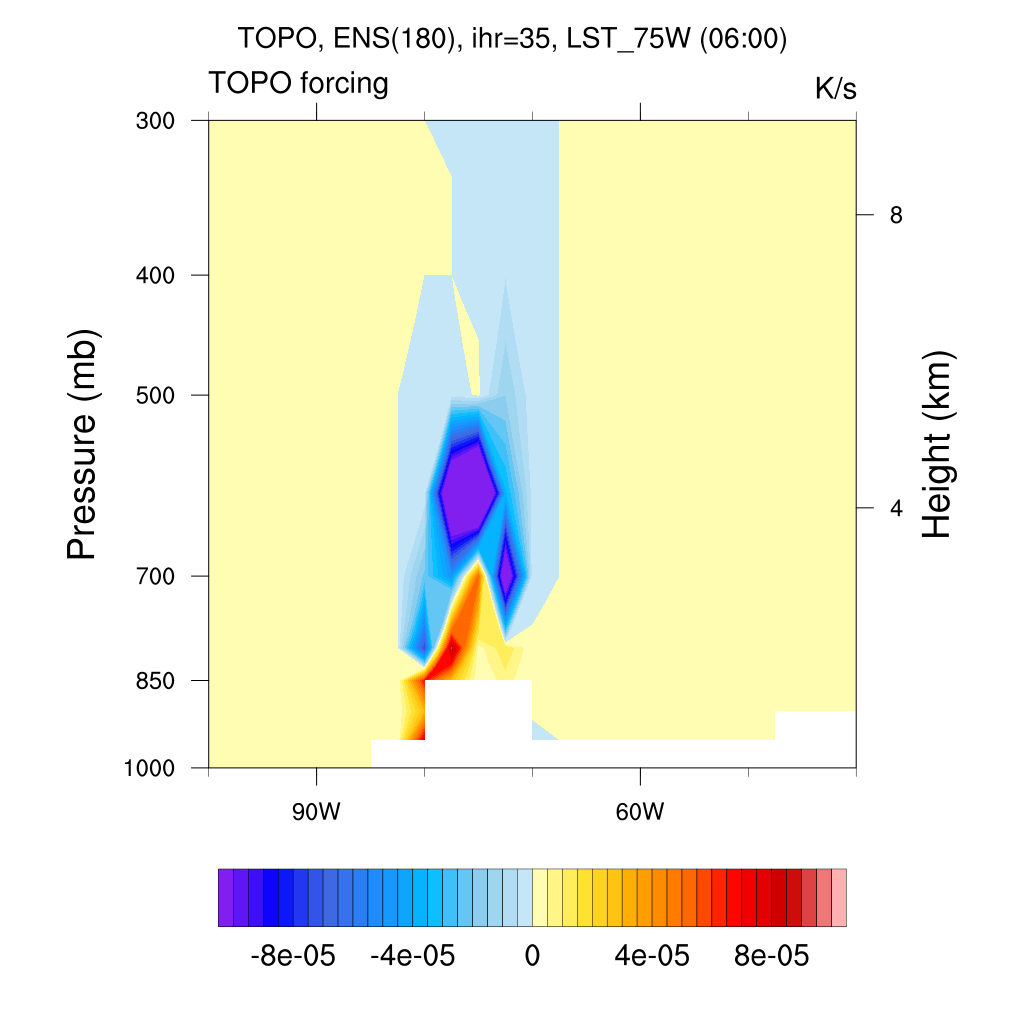 TOPO, ENS(180), ihr=35, LST_75W (06:00)
TOPO forcing
K/s
300
400
500
700
850
1000
Pressure (mb)
8
4
Height (km)
90W
60W
-8e-05
-4e-05
0
4e-05
8e-05